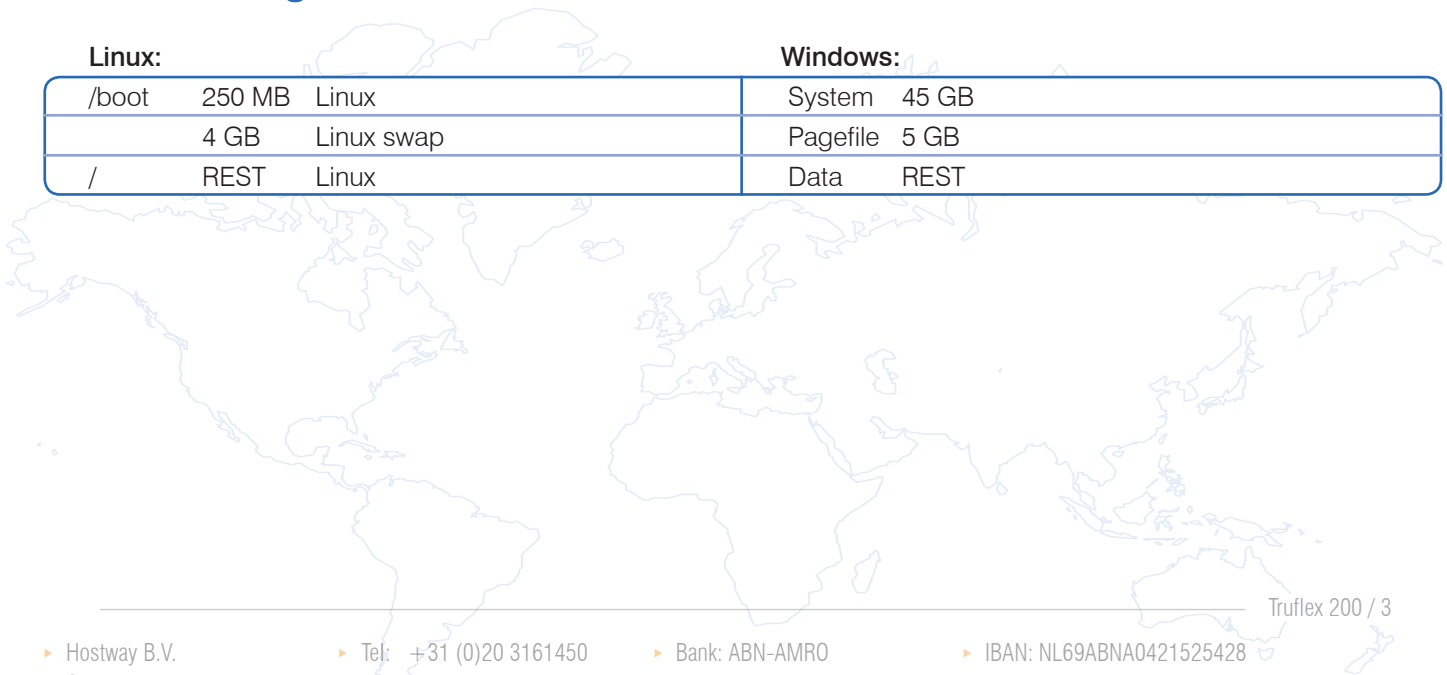 Linux: Windows:
/boot 250 MB Linux System 45 GB
4 GB Linux swap Pagefile 5 GB
/ REST Linux Data REST
Truflex 200 / 3
▸ Hostway B.V. ▸ Tel: +31 (0)20 3161450 ▸ Bank: ABN-AMRO ▸ IBAN: NL69ABNA0421525428